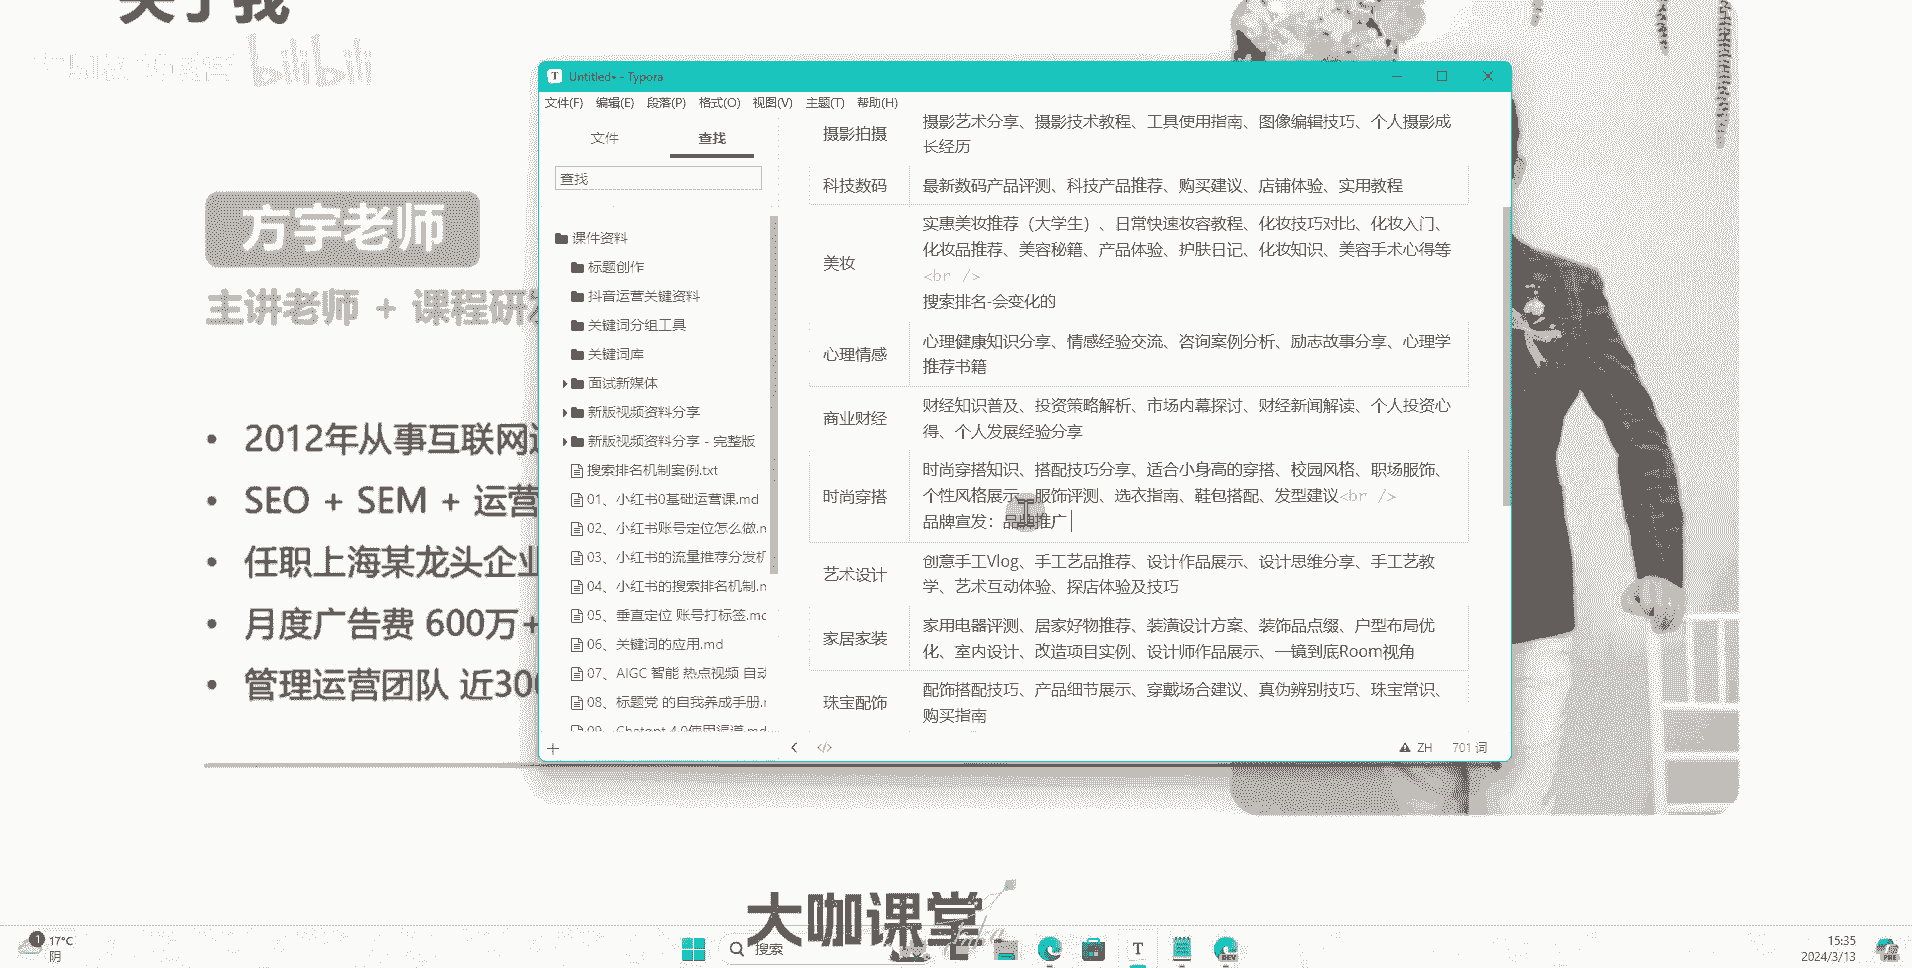 关于我
bilibili
方宇老师
主讲老师 + 课程研发
2012年从事互联网
SEO + SEM + 运营
任职上海某龙头企业
月度广告费 600万+
管理运营团队 近300
Untitled• - Typora
文件(F) 编辑(E) 段落(P) 格式(O) 视图(V) 主题(T) 帮助(H)
文件 查找
查找
课件资料
标题创作
抖音运营关键资料
关键词分组工具
关键词库
面试新媒体
新版视频资料分享
新版视频资料分享 - 完整版
搜索排名机制案例.txt
01、小红书0基础运营课.md
02、小红书账号定位怎么做.m
03、小红书的流量推荐分发机
04、小红书的搜索排名机制.m
05、垂直定位 账号打标签.md
06、关键词的应用.md
07、AIGC 智能 热点视频 自动
08、标题党 的自我养成手册.m
09、Chatgpt 4.0使用渠道.md
摄影拍摄
摄影艺术分享、摄影技术教程、工具使用指南、图像编辑技巧、个人摄影成
长经历
科技数码
最新数码产品评测、科技产品推荐、购买建议、店铺体验、实用教程
美妆
实惠美妆推荐（大学生）、日常快速妆容教程、化妆技巧对比、化妆入门、
化妆品推荐、美容秘籍、产品体验、护肤日记、化妆知识、美容手术心得等
<br />
搜索排名-会变化的
心理情感
心理健康知识分享、情感经验交流、咨询案例分析、励志故事分享、心理学
推荐书籍
商业财经
财经知识普及、投资策略解析、市场内幕探讨、财经新闻解读、个人投资心
得、个人发展经验分享
时尚穿搭
时尚穿搭知识、搭配技巧分享、适合小身高的穿搭、校园风格、职场服饰、
个性风格展示、服饰评测、选衣指南、鞋包搭配、发型建议<br />
品牌宣发：品牌推广
艺术设计
创意手工Vlog、手工艺品推荐、设计作品展示、设计思维分享、手工艺教
学、艺术互动体验、探店体验及技巧
家居家装
家用电器评测、居家好物推荐、装潢设计方案、装饰品点缀、户型布局优
化、室内设计、改造项目实例、设计师作品展示、一镜到底Room视角
珠宝配饰
配饰搭配技巧、产品细节展示、穿戴场合建议、真伪辨别技巧、珠宝常识、
购买指南
ZH 701 词
大咖课堂
1
17°C
阴
搜索
DEV
15:35
2024/3/13
PRE